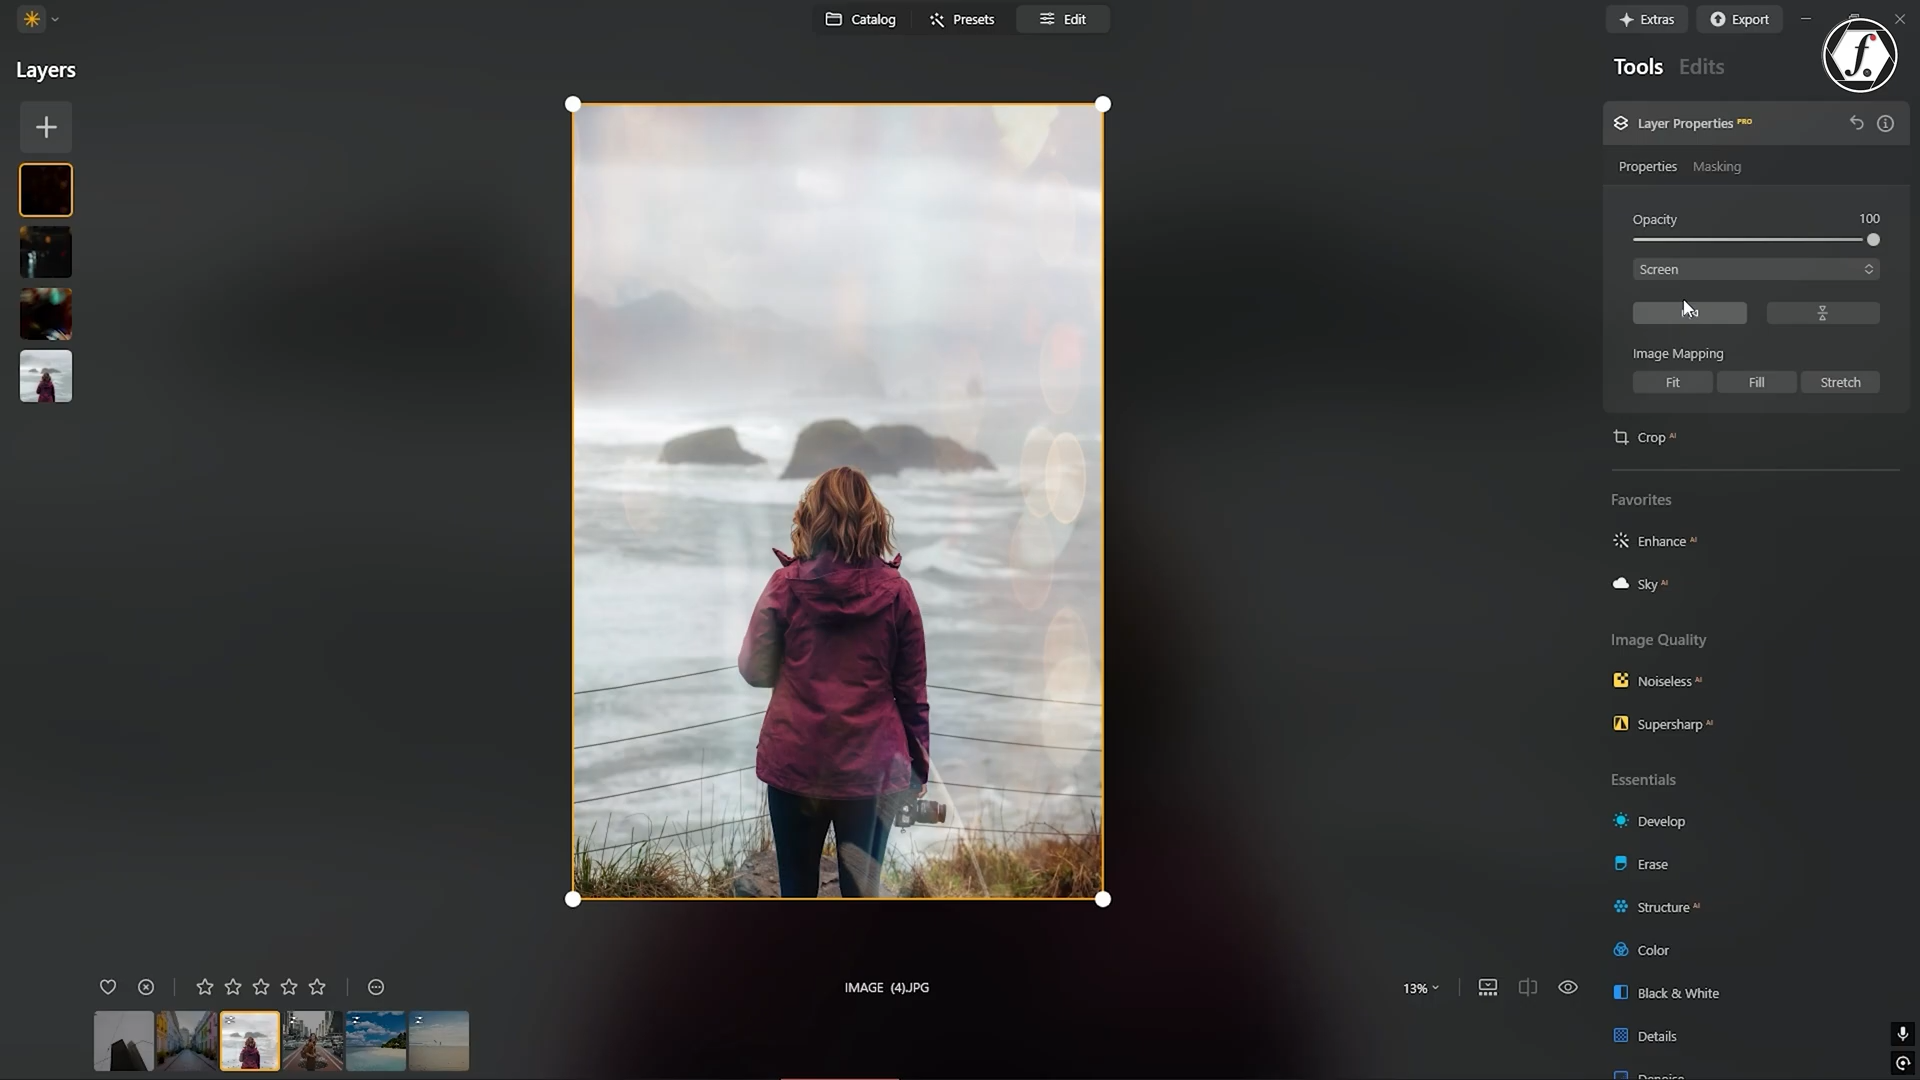 Catalog
Presets
Edit
Extras
Export
Layers
Tools
Edits
f.
Layer Properties PRO
Properties
Masking
Opacity
100
Screen
Image Mapping
Fit
Fill
Stretch
Crop AI
Favorites
Enhance AI
Sky AI
Image Quality
Noiseless AI
Supersharp AI
Essentials
Develop
Erase
Structure AI
Color
Black & White
Details
IMAGE (4).JPG
13%